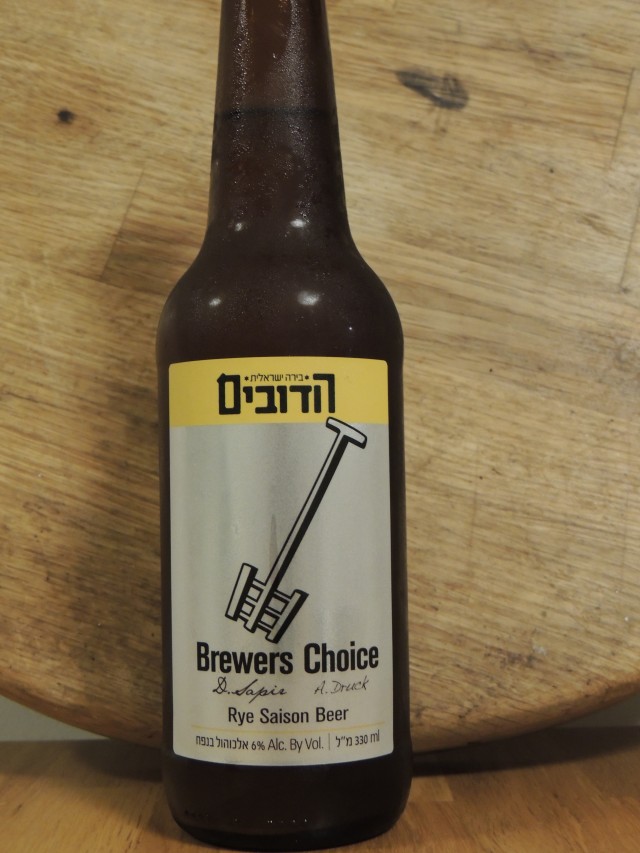 •בירה ישראלית•
הדובים
Brewers Choice
D. Sapir A. Druck
Rye Saison Beer
אלכוהול בנפח 6% Alc. By Vol. | 330 מ"ל ml